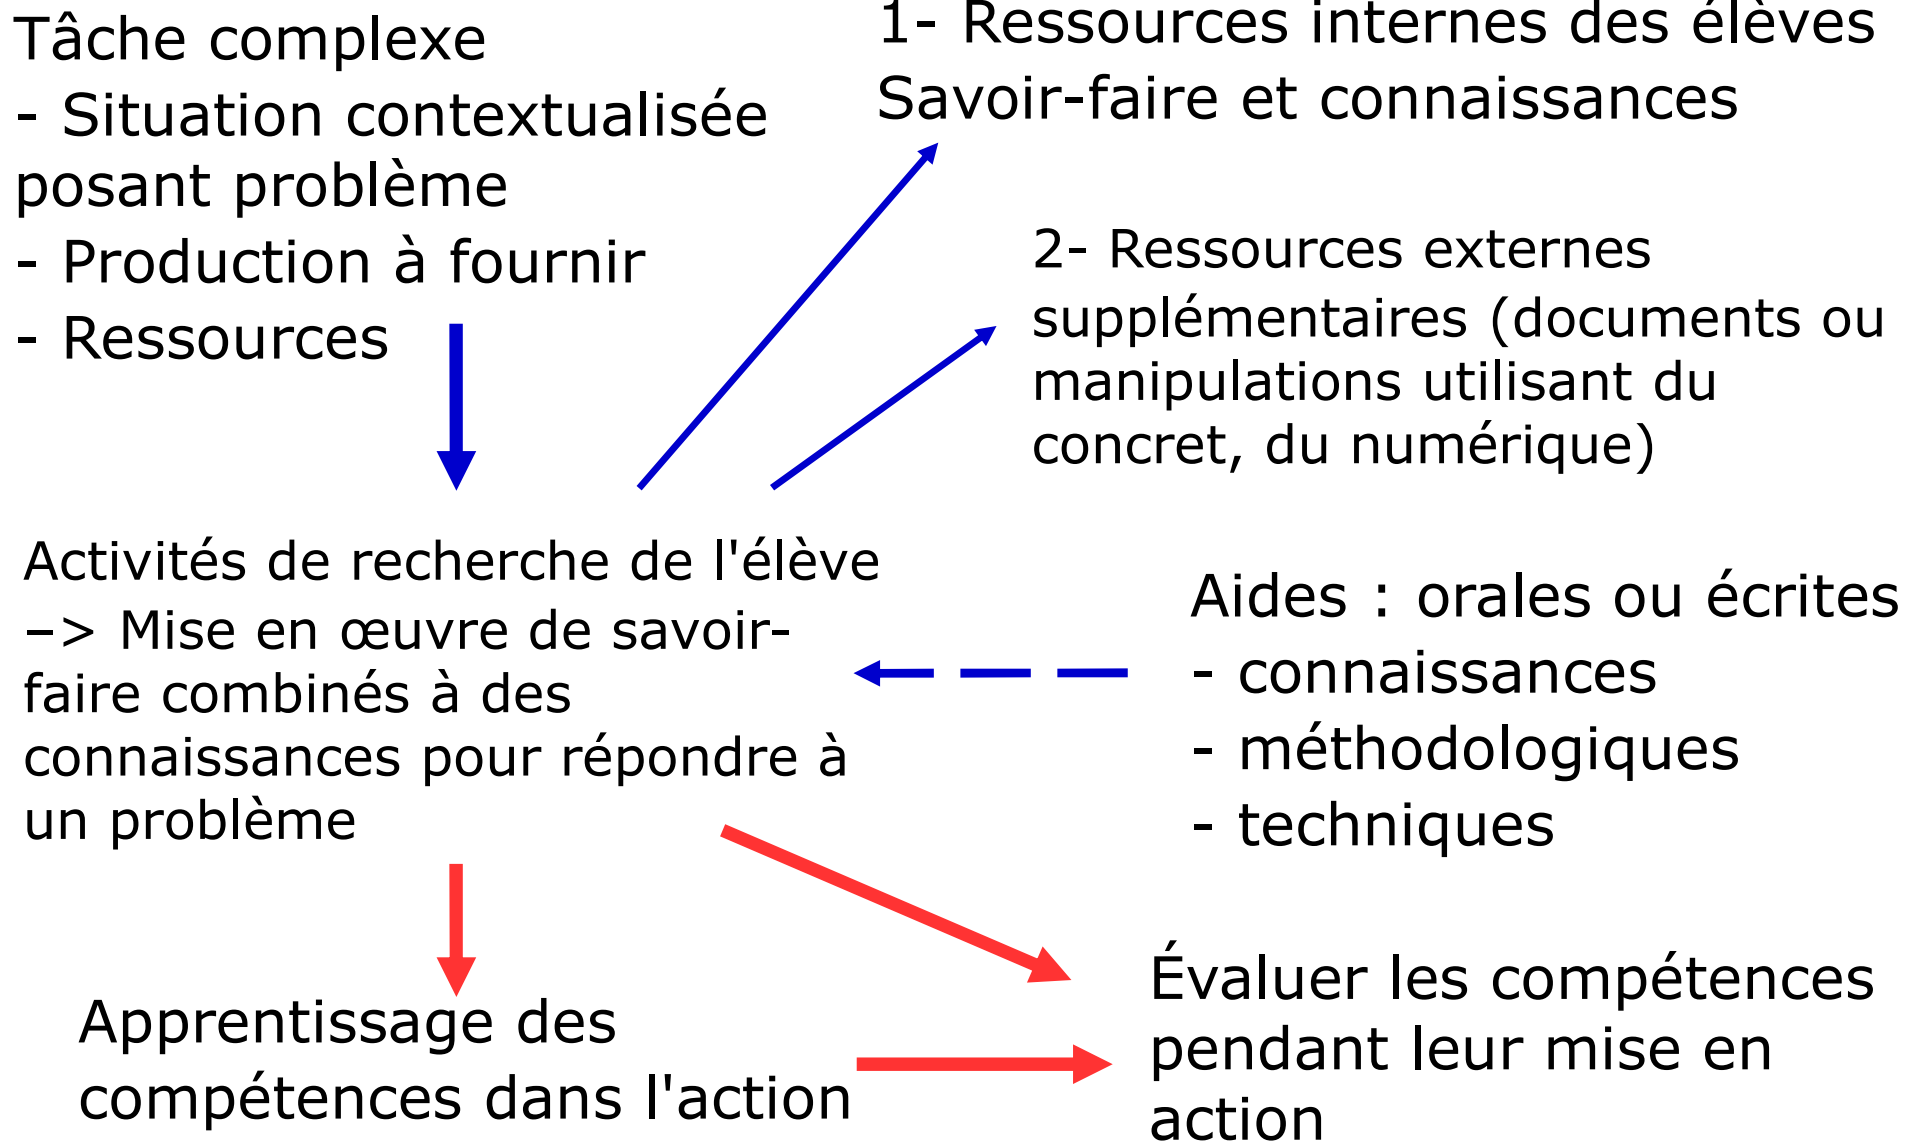 Tâche complexe
- Situation contextualisée
posant problème
- Production à fournir
- Ressources
1- Ressources internes des élèves
Savoir-faire et connaissances
2- Ressources externes
supplémentaires (documents ou
manipulations utilisant du
concret, du numérique)
Activités de recherche de l'élève
–> Mise en œuvre de savoir-
faire combinés à des
connaissances pour répondre à
un problème
Aides : orales ou écrites
- connaissances
- méthodologiques
- techniques
Apprentissage des
compétences dans l'action
Évaluer les compétences
pendant leur mise en
action